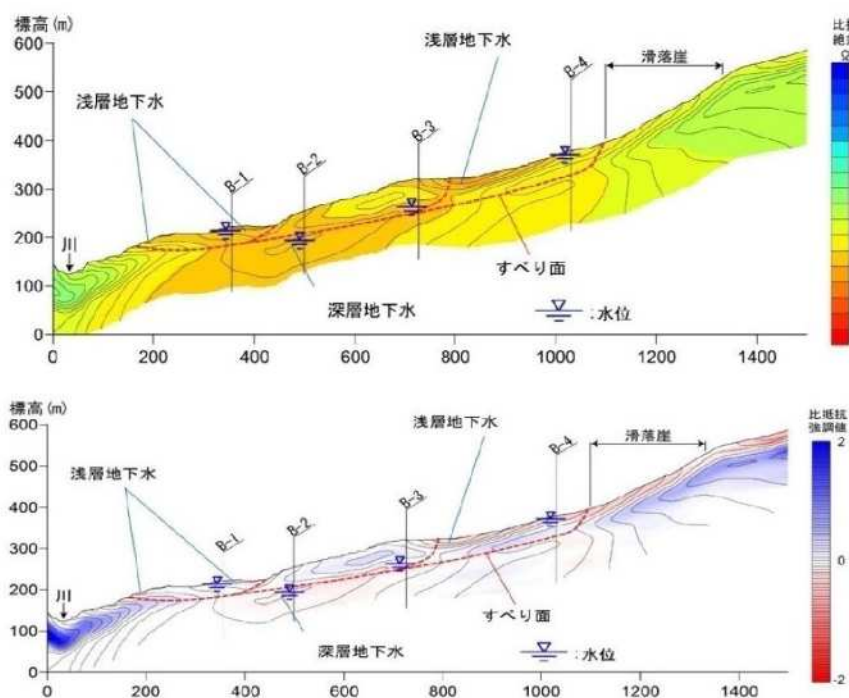 標高(m)
600
500
400
300
200
100
0
浅層地下水
浅層地下水
滑落崖
B-1
B-2
B-3
B-4
川
すべり面
深層地下水
:水位
0
200
400
600
800
1000
1200
1400
標高(m)
600
500
400
300
200
100
0
浅層地下水
浅層地下水
滑落崖
B-1
B-2
B-3
B-4
川
すべり面
深層地下水
:水位
0
200
400
600
800
1000
1200
1400
比抵抗
強調値
2
1
0
-1
-2